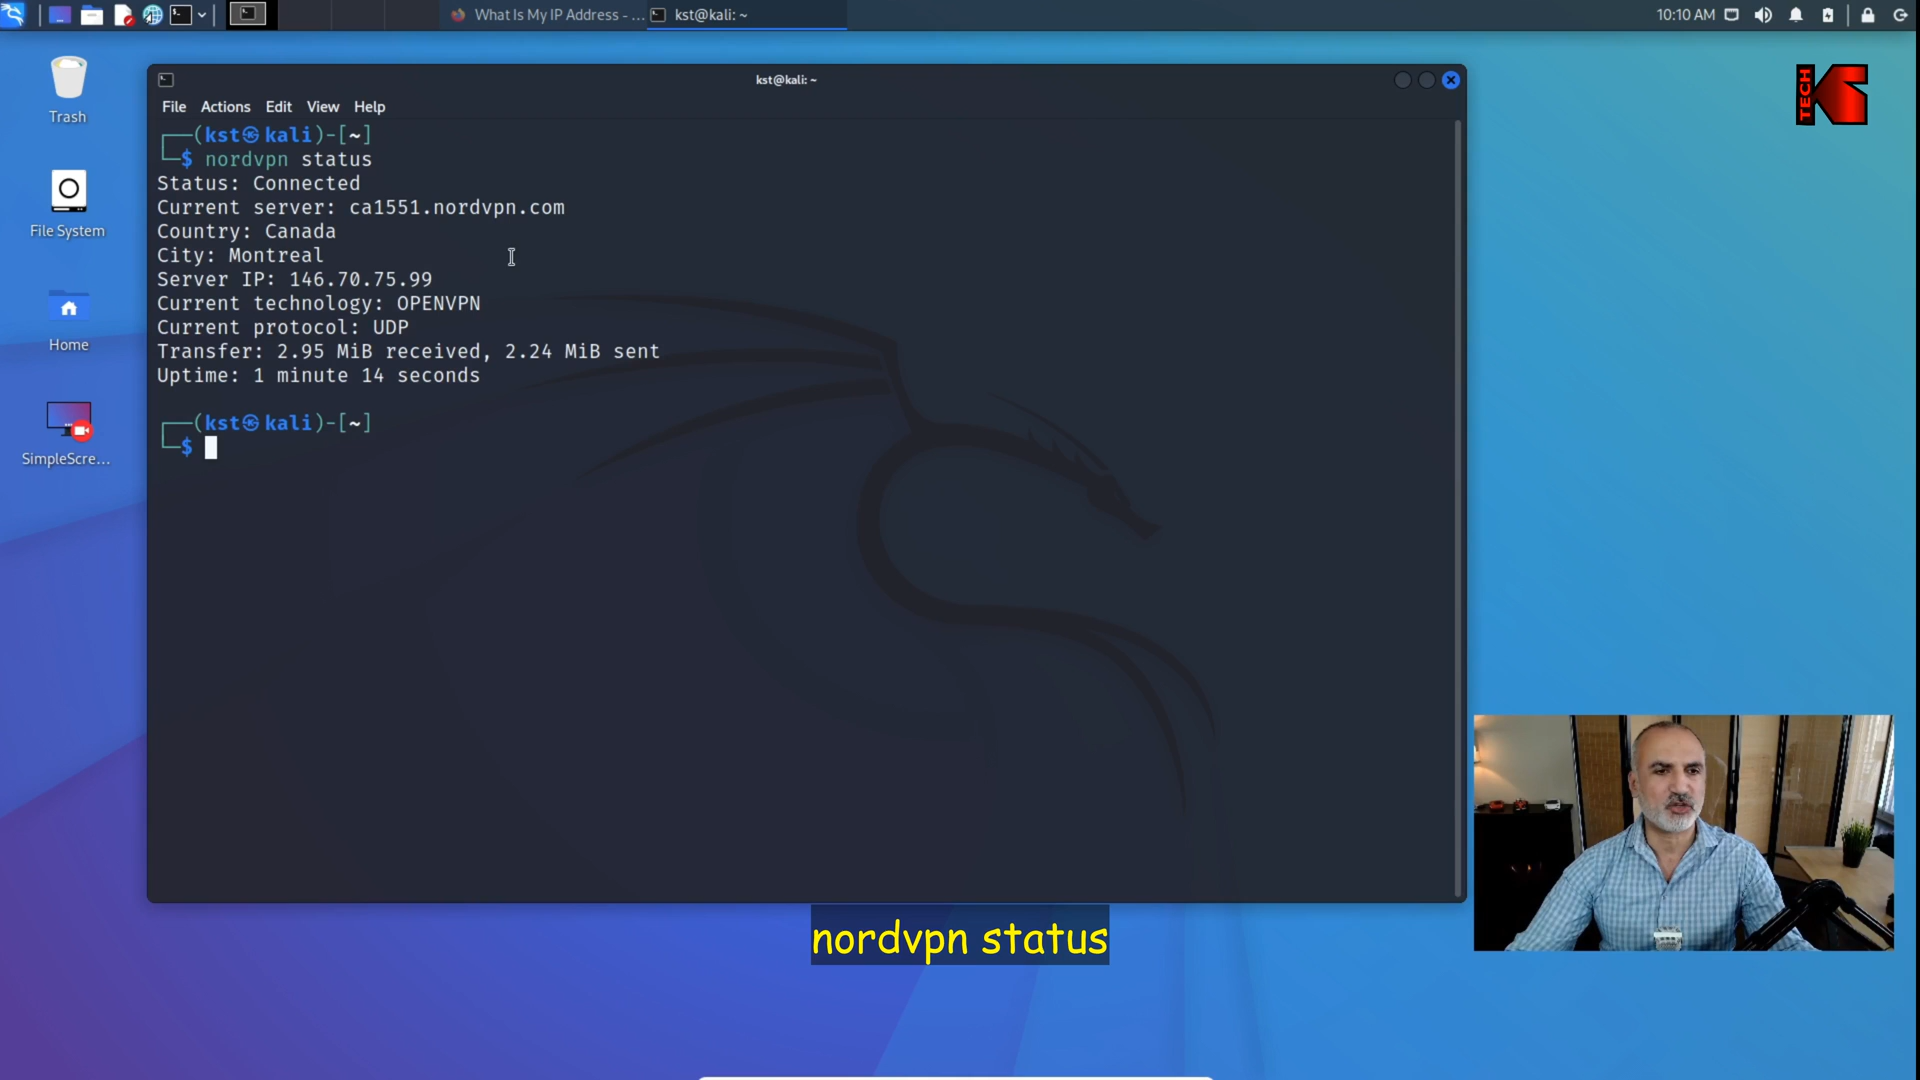 What Is My IP Address - ...
kst@kali: ~
10:10 AM
Trash
File System
Home
SimpleScre...
kst@kali: ~
File Actions Edit View Help
┌──(kst㉿kali)-[~]
└─$ nordvpn status
Status: Connected
Current server: ca1551.nordvpn.com
Country: Canada
City: Montreal
Server IP: 146.70.75.99
Current technology: OPENVPN
Current protocol: UDP
Transfer: 2.95 MiB received, 2.24 MiB sent
Uptime: 1 minute 14 seconds
┌──(kst㉿kali)-[~]
└─$
TECH
K
nordvpn status